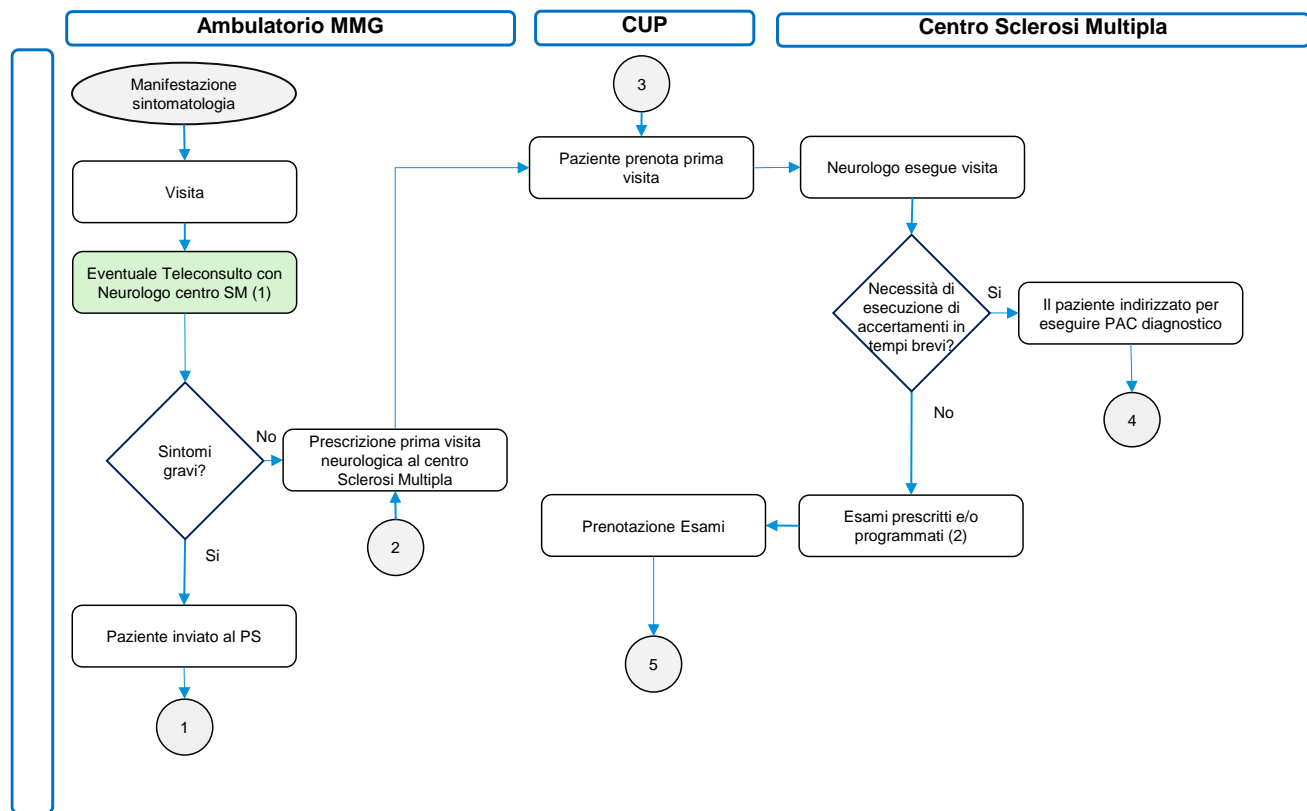 Ambulatorio MMG
CUP
Centro Sclerosi Multipla
Manifestazione
sintomatologia
Visita
Eventuale Teleconsulto con
Neurologo centro SM (1)
Sintomi
gravi?
No
Si
Prescrizione prima visita
neurologica al centro
Sclerosi Multipla
2
Paziente inviato al PS
1
3
Paziente prenota prima
visita
Neurologo esegue visita
Necessità di
esecuzione di
accertamenti in
tempi brevi?
Si
No
Il paziente indirizzato per
eseguire PAC diagnostico
4
Esami prescritti e/o
programmati (2)
Prenotazione Esami
5